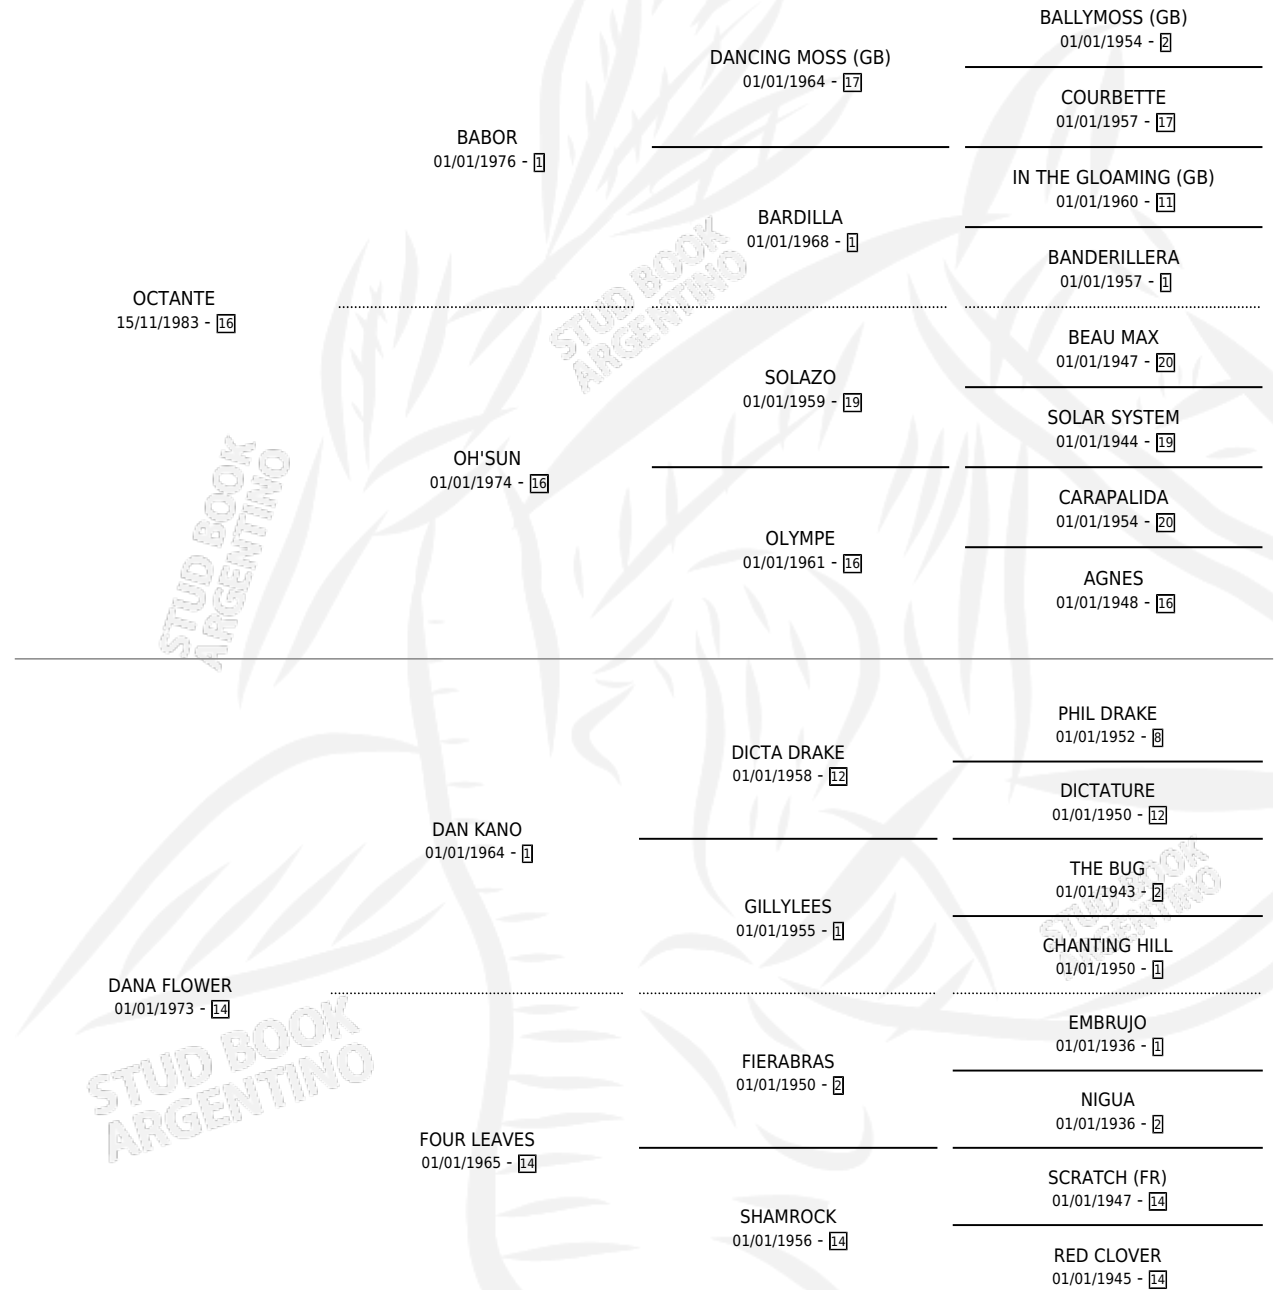 BALLYMOSS (GB)
01/01/1954 - 2
DANCING MOSS (GB)
01/01/1964 - 17
COURBETTE
01/01/1957 - 17
BABOR
01/01/1976 - 1
IN THE GLOAMING (GB)
01/01/1960 - 11
BARDILLA
01/01/1968 - 1
BANDERILLERA
01/01/1957 - 1
OCTANTE
15/11/1983 - 16
BEAU MAX
01/01/1947 - 20
SOLAZO
01/01/1959 - 19
SOLAR SYSTEM
01/01/1944 - 19
OH'SUN
01/01/1974 - 16
CARAPALIDA
01/01/1954 - 20
OLYMPE
01/01/1961 - 16
AGNES
01/01/1948 - 16
PHIL DRAKE
01/01/1952 - 8
DICTA DRAKE
01/01/1958 - 12
DICTATURE
01/01/1950 - 12
DAN KANO
01/01/1964 - 1
THE BUG
01/01/1943 - 2
GILLYLEES
01/01/1955 - 1
CHANTING HILL
01/01/1950 - 1
DANA FLOWER
01/01/1973 - 14
EMBRUJO
01/01/1936 - 1
FIERABRAS
01/01/1950 - 2
NIGUA
01/01/1936 - 2
FOUR LEAVES
01/01/1965 - 14
SCRATCH (FR)
01/01/1947 - 14
SHAMROCK
01/01/1956 - 14
RED CLOVER
01/01/1945 - 14
STUD BOOK
ARGENTINO
STUD BOOK
ARGENTINO
STUD BOOK
ARGENTINO
STUD BOOK
ARGENTINO